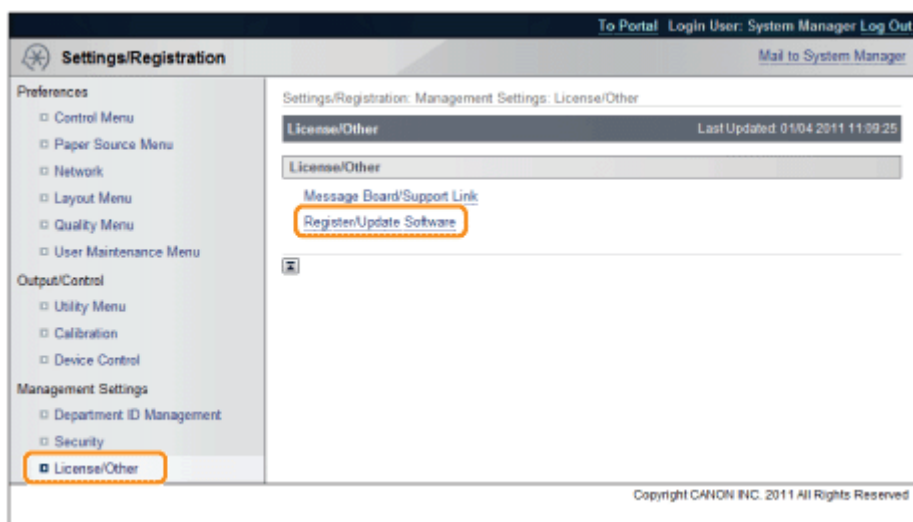 To Portal Login User: System Manager Log Out
Settings/Registration
Mail to System Manager
Preferences
Control Menu
Paper Source Menu
Network
Layout Menu
Quality Menu
User Maintenance Menu
Output/Control
Utility Menu
Calibration
Device Control
Management Settings
Department ID Management
Security
License/Other
Settings/Registration: Management Settings: License/Other
License/Other
Last Updated: 01/04 2011 11:09:25
License/Other
Message Board/Support Link
Register/Update Software
Copyright CANON INC. 2011 All Rights Reserved